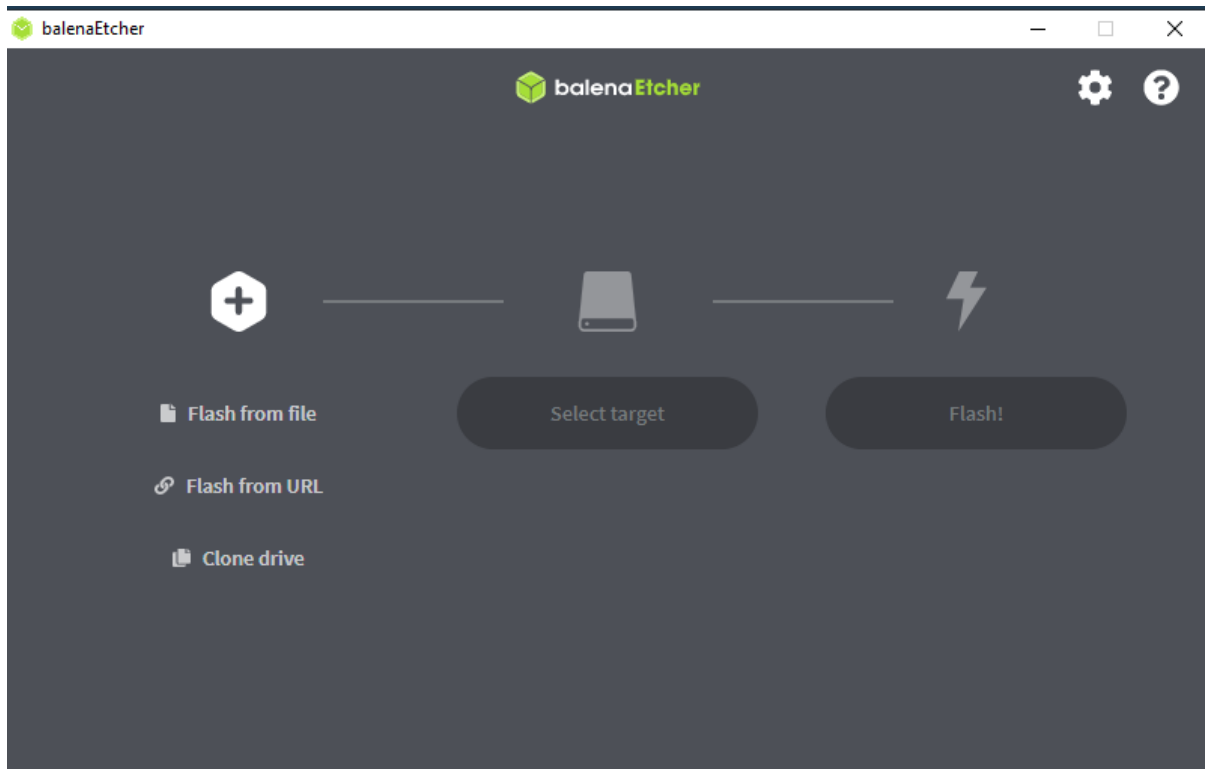 balenaEtcher
balenaEtcher
Flash from file
Select target
Flash!
Flash from URL
Clone drive